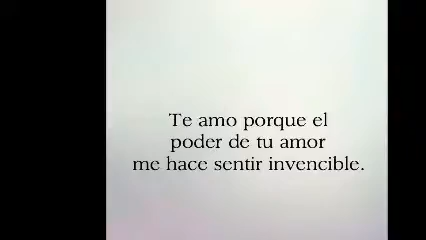 Te amo porque el
poder de tu amor
me hace sentir invencible.